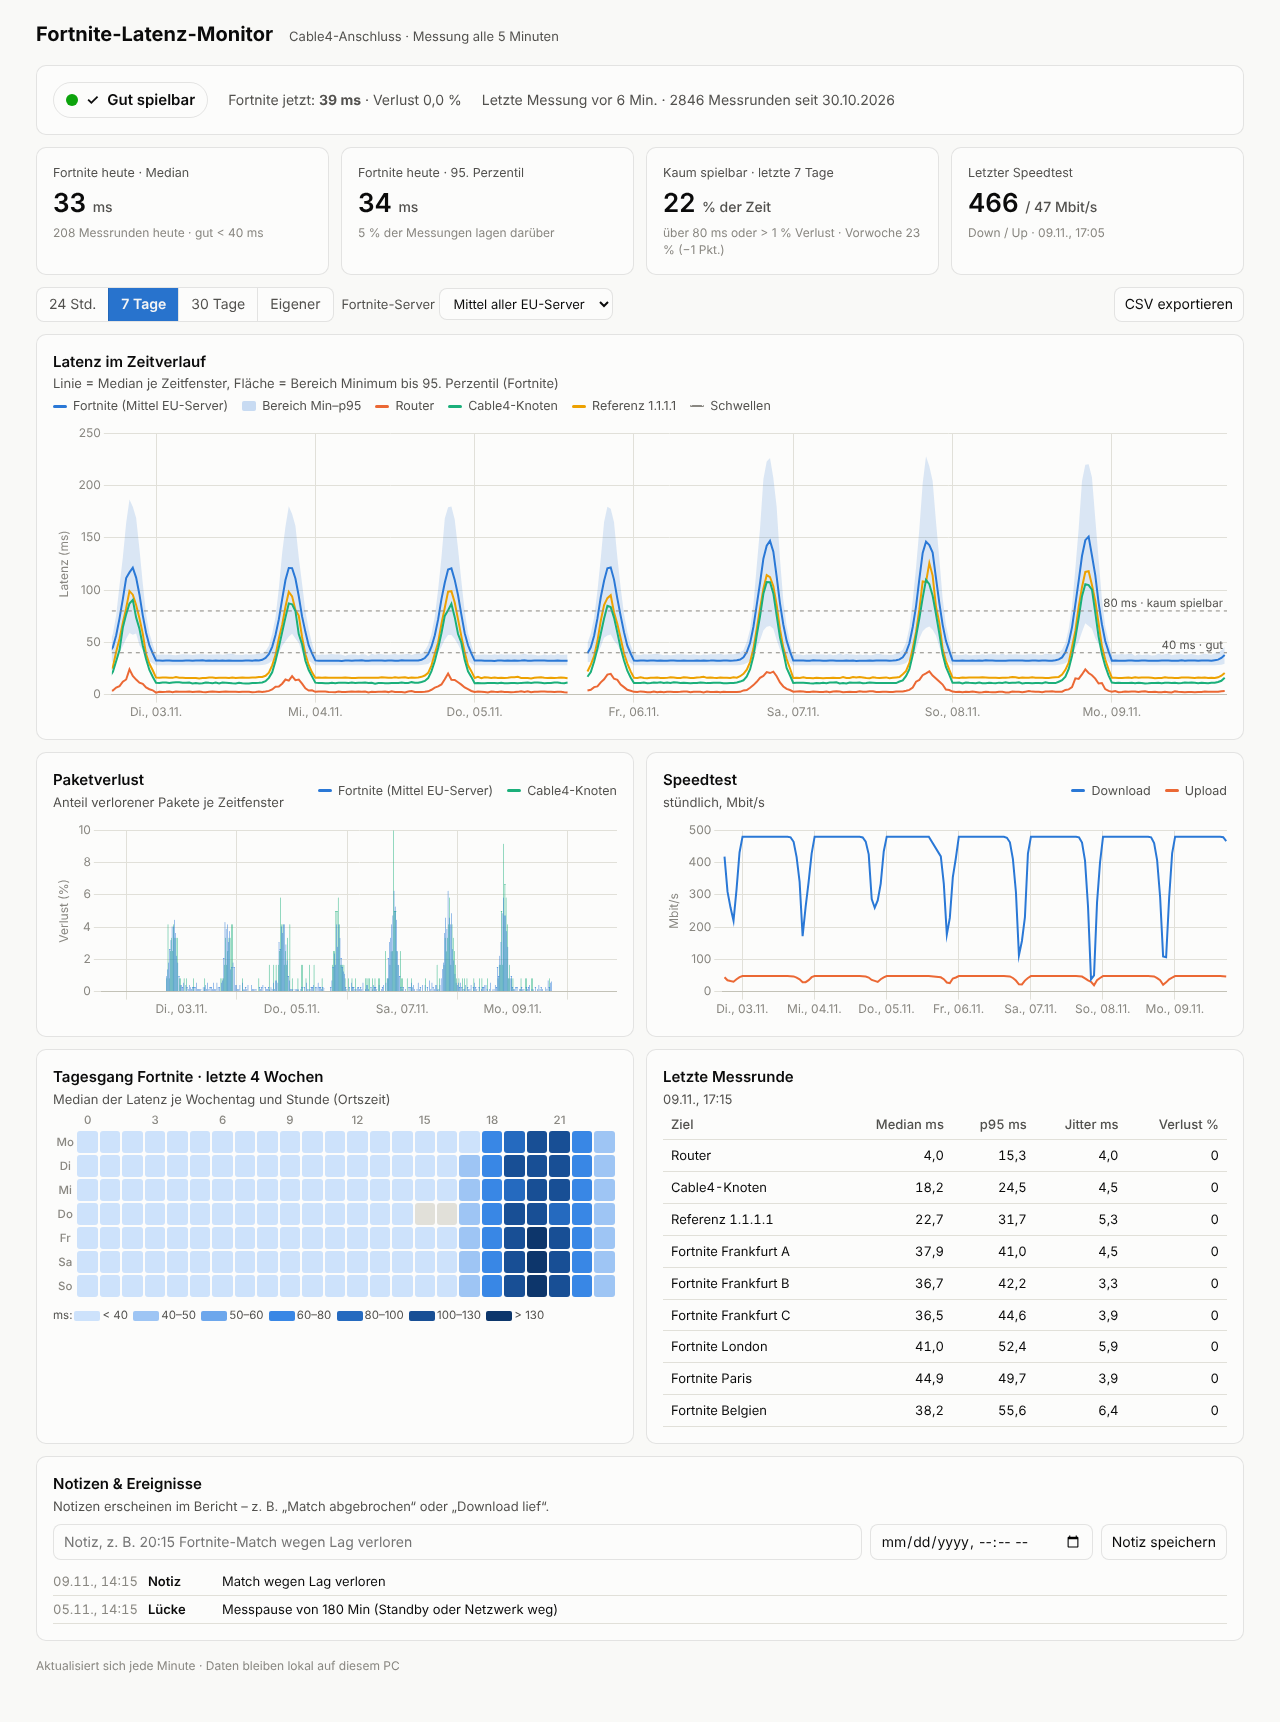 Fortnite-Latenz-Monitor Cable4-Anschluss · Messung alle 5 Minuten
✓ Gut spielbar Fortnite jetzt: 39 ms · Verlust 0,0 % Letzte Messung vor 6 Min. · 2846 Messrunden seit 30.10.2026
Fortnite heute · Median
33 ms
208 Messrunden heute · gut < 40 ms
Fortnite heute · 95. Perzentil
34 ms
5 % der Messungen lagen darüber
Kaum spielbar · letzte 7 Tage
22 % der Zeit
über 80 ms oder > 1 % Verlust · Vorwoche 23
% (−1 Pkt.)
Letzter Speedtest
466 / 47 Mbit/s
Down / Up · 09.11., 17:05
24 Std. 7 Tage 30 Tage Eigener Fortnite-Server Mittel aller EU-Server CSV exportieren
Latenz im Zeitverlauf
Linie = Median je Zeitfenster, Fläche = Bereich Minimum bis 95. Perzentil (Fortnite)
Fortnite (Mittel EU-Server) Bereich Min–p95 Router Cable4-Knoten Referenz 1.1.1.1 Schwellen
Latenz (ms)
250
200
150
100
50
0
80 ms · kaum spielbar
40 ms · gut
Di., 03.11. Mi., 04.11. Do., 05.11. Fr., 06.11. Sa., 07.11. So., 08.11. Mo., 09.11.
Paketverlust
Anteil verlorener Pakete je Zeitfenster
Fortnite (Mittel EU-Server) Cable4-Knoten
Verlust (%)
10
8
6
4
2
0
Di., 03.11. Do., 05.11. Sa., 07.11. Mo., 09.11.
Speedtest
stündlich, Mbit/s
Download Upload
Mbit/s
500
400
300
200
100
0
Di., 03.11. Mi., 04.11. Do., 05.11. Fr., 06.11. Sa., 07.11. So., 08.11. Mo., 09.11.
Tagesgang Fortnite · letzte 4 Wochen
Median der Latenz je Wochentag und Stunde (Ortszeit)
0 3 6 9 12 15 18 21
Mo
Di
Mi
Do
Fr
Sa
So
ms: < 40 40–50 50–60 60–80 80–100 100–130 > 130
Letzte Messrunde
09.11., 17:15
Ziel Median ms p95 ms Jitter ms Verlust %
Router 4,0 15,3 4,0 0
Cable4-Knoten 18,2 24,5 4,5 0
Referenz 1.1.1.1 22,7 31,7 5,3 0
Fortnite Frankfurt A 37,9 41,0 4,5 0
Fortnite Frankfurt B 36,7 42,2 3,3 0
Fortnite Frankfurt C 36,5 44,6 3,9 0
Fortnite London 41,0 52,4 5,9 0
Fortnite Paris 44,9 49,7 3,9 0
Fortnite Belgien 38,2 55,6 6,4 0
Notizen & Ereignisse
Notizen erscheinen im Bericht – z. B. „Match abgebrochen“ oder „Download lief“.
Notiz, z. B. 20:15 Fortnite-Match wegen Lag verloren mm/dd/yyyy, --:-- -- Notiz speichern
09.11., 14:15 Notiz Match wegen Lag verloren
05.11., 14:15 Lücke Messpause von 180 Min (Standby oder Netzwerk weg)
Aktualisiert sich jede Minute · Daten bleiben lokal auf diesem PC